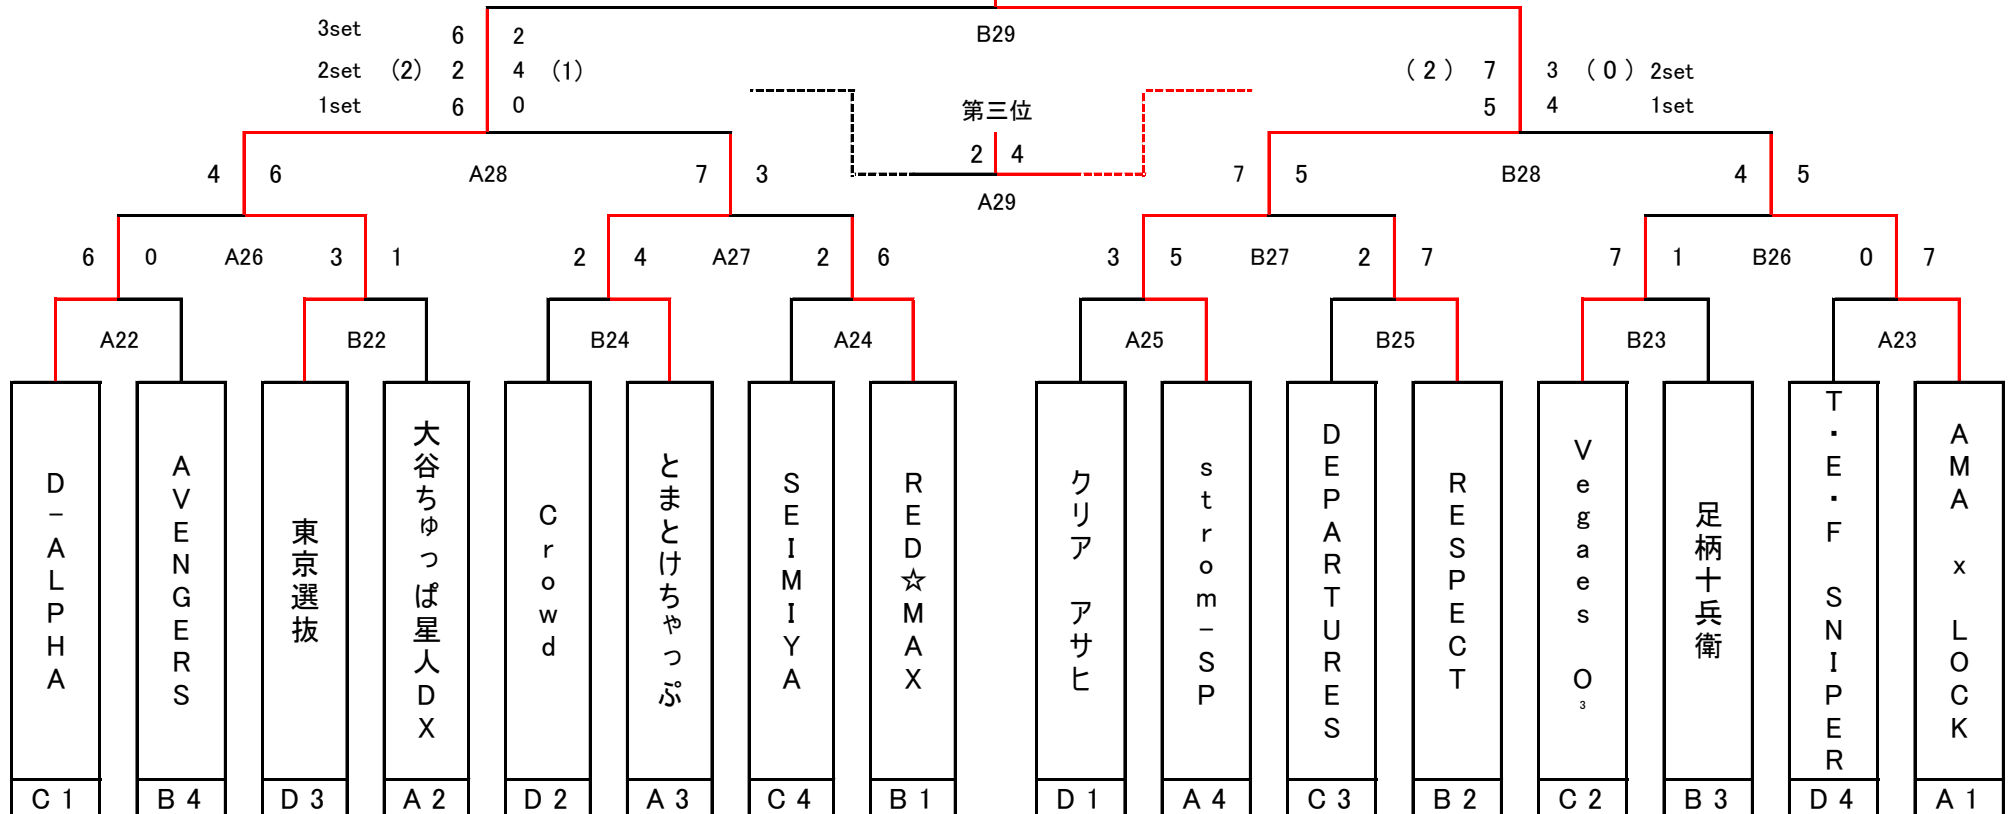 3set 6 2 B29
2set (2) 2 4 (1) (2) 7 3 (0) 2set
1set 6 0 第三位 5 4 1set
2 4
4 6 A28 7 3 7 5 B28 4 5
A29
6 0 A26 3 1 2 4 A27 2 6 3 5 B27 2 7 7 1 B26 0 7
A22 B22 B24 A24 A25 B25 B23 A23
D-ALPHA
AVENGERS
東京選抜
大谷ちゅっぱ星人DX
Crowd
とまとけちゃっぷ
SEIMIYA
RED☆MAX
クリア アサヒ
strom-SP
DEPARTURES
RESPECT
Vegaes O³
足柄十兵衛
T・E・F SNIPER
AMA x LOCK
C1 B4 D3 A2 D2 A3 C4 B1 D1 A4 C3 B2 C2 B3 D4 A1